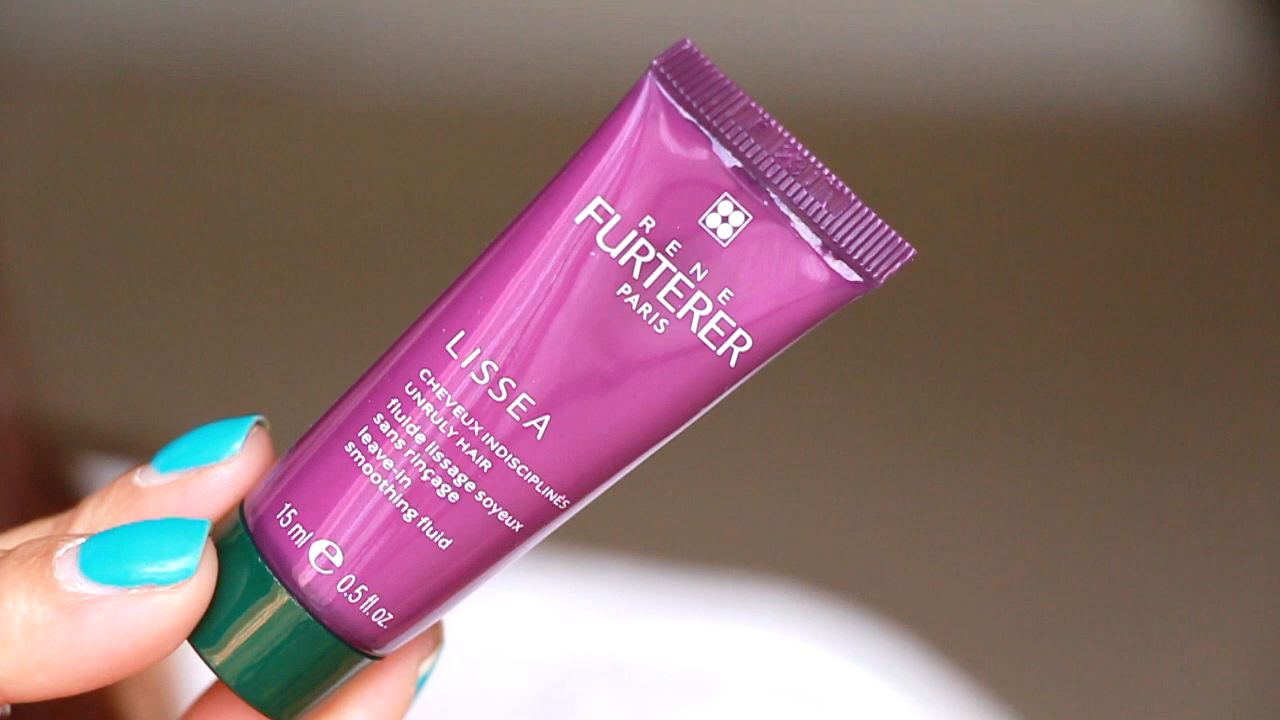 RENE
FURTERER
PARIS
LISSEA
CHEVEUX INDISCIPLINÉS
UNRULY HAIR
fluide lissage soyeux
sans rinçage
leave-in
smoothing fluid
15 ml e 0.5 fl.oz.